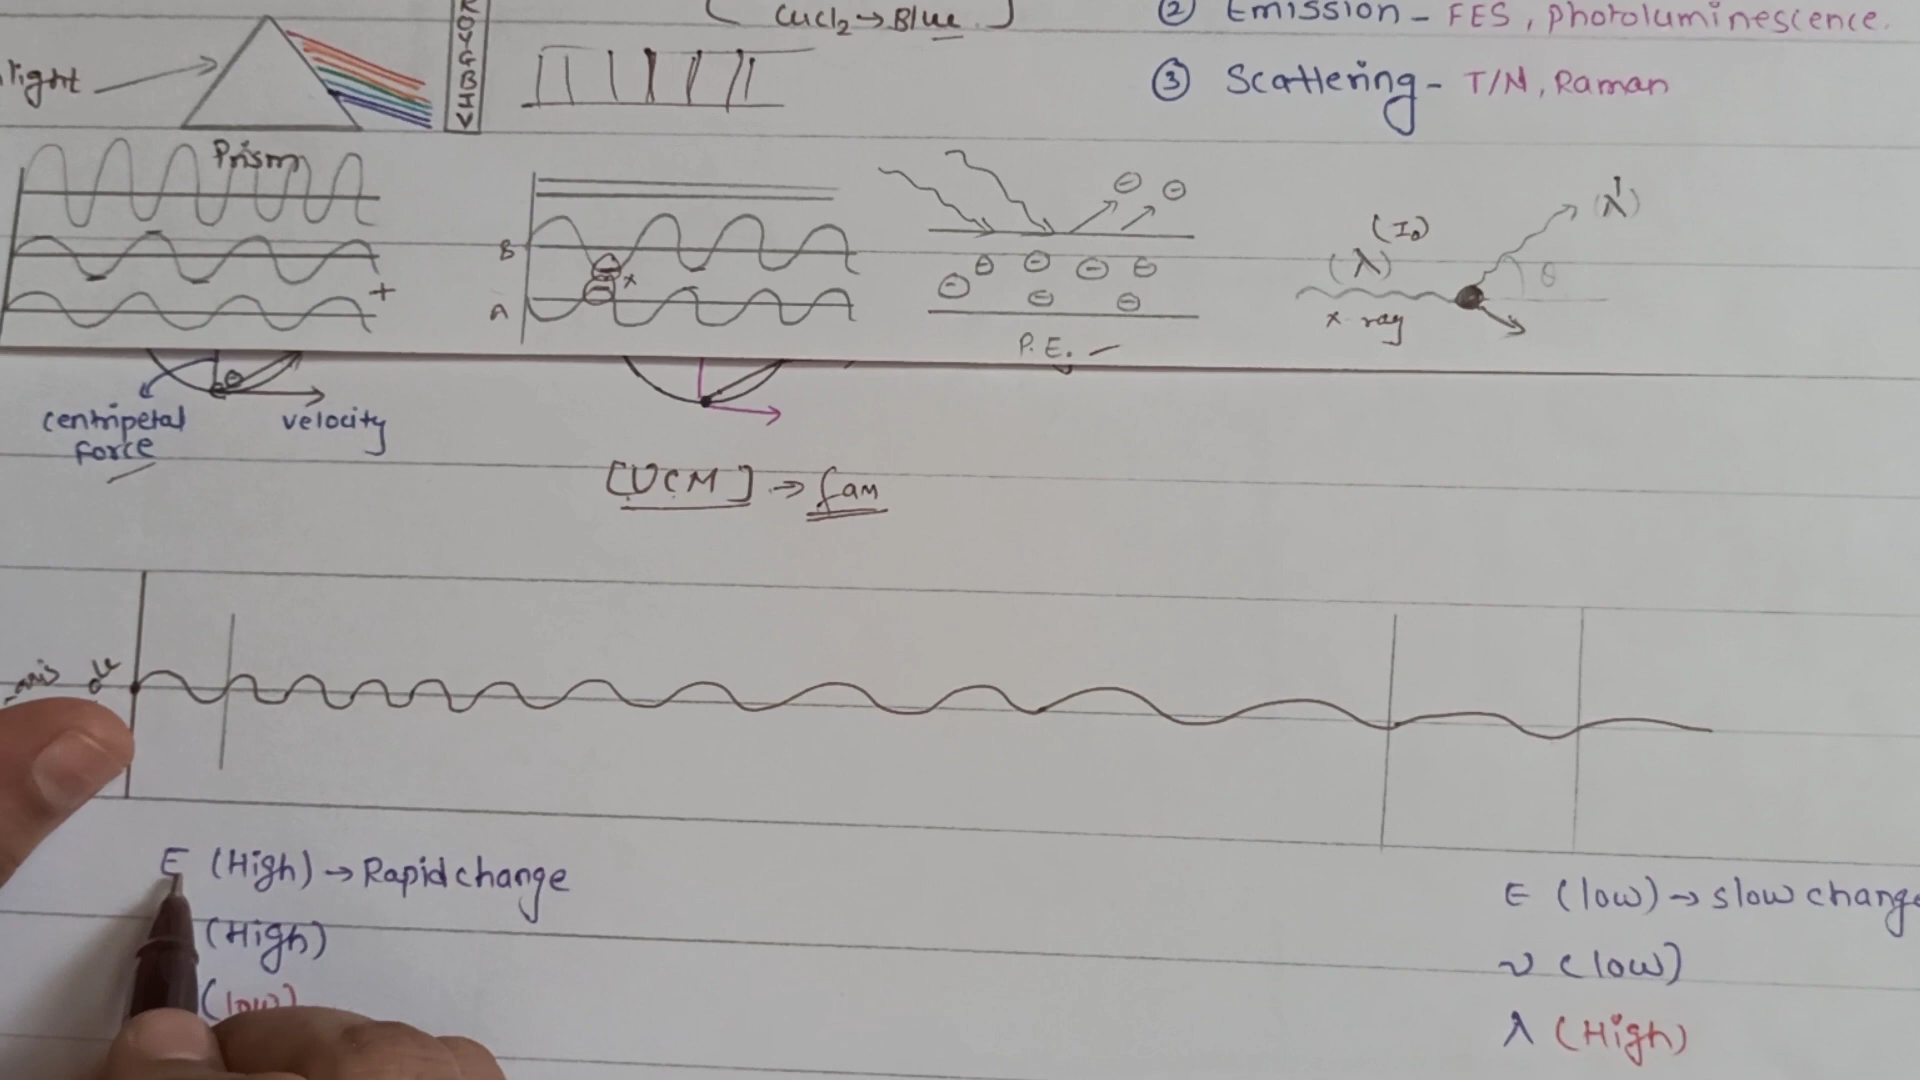 CuCl2→Blue
② Emission - FES, photoluminescence.
③ Scattering - T/N, Raman
light
R O Y G B I V
Prism
+
B
A
x
P.E.
(I₀)
(λ)
x-ray
(λ')
θ
centripetal
force
velocity
θ
[UCM] → fam
E (High) → Rapid change
(High)
(low)
E (low) → slow change
ν (low)
λ (High)